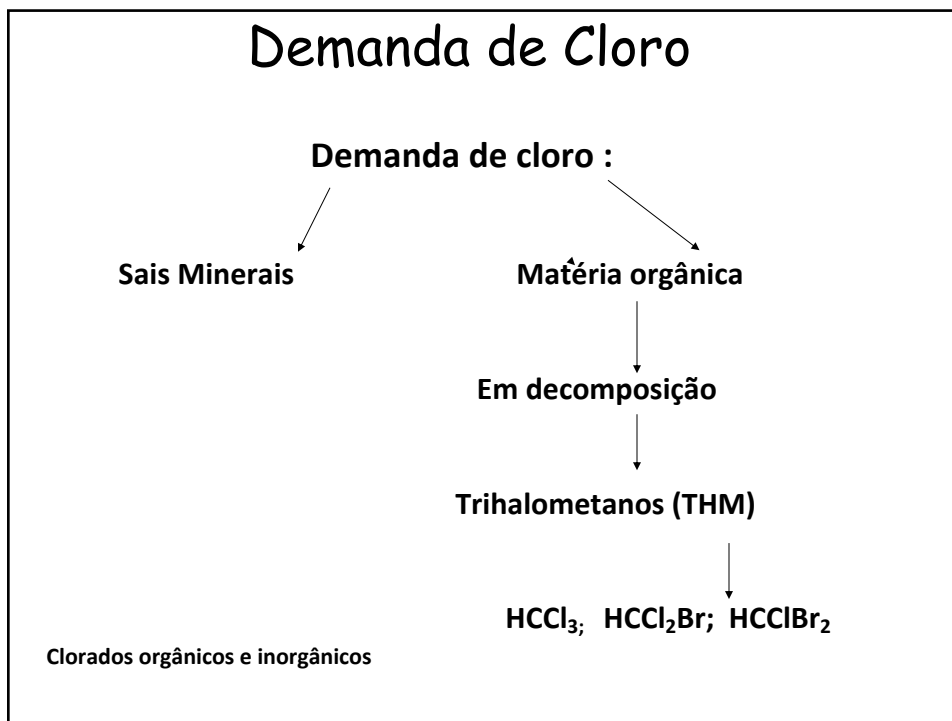 Demanda de Cloro
Demanda de cloro :
Sais Minerais Matéria orgânica
Em decomposição
Trihalometanos (THM)
HCCl₃; HCCl₂Br; HCClBr₂
Clorados orgânicos e inorgânicos